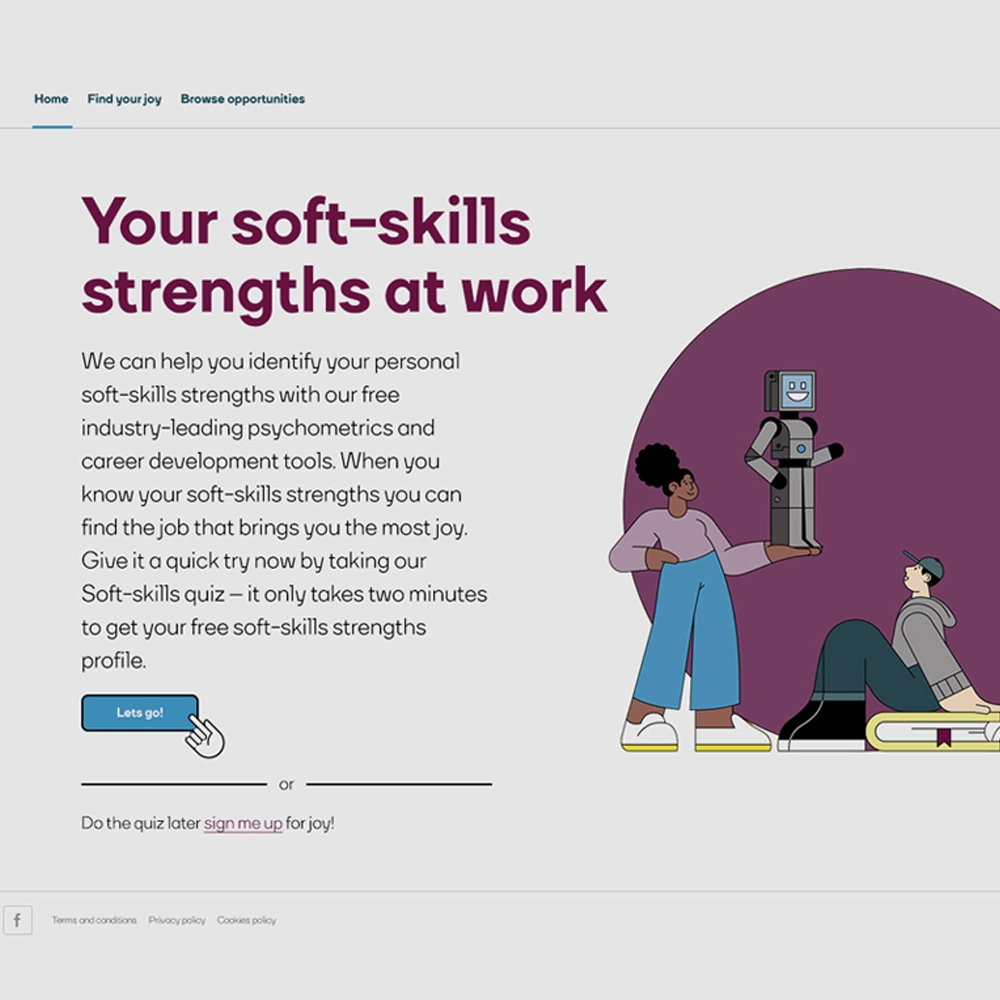 Home Find your joy Browse opportunities
Your soft-skills
strengths at work
We can help you identify your personal
soft-skills strengths with our free
industry-leading psychometrics and
career development tools. When you
know your soft-skills strengths you can
find the job that brings you the most joy.
Give it a quick try now by taking our
Soft-skills quiz – it only takes two minutes
to get your free soft-skills strengths
profile.
Lets go!
or
Do the quiz later sign me up for joy!
f Terms and conditions Privacy policy Cookies policy